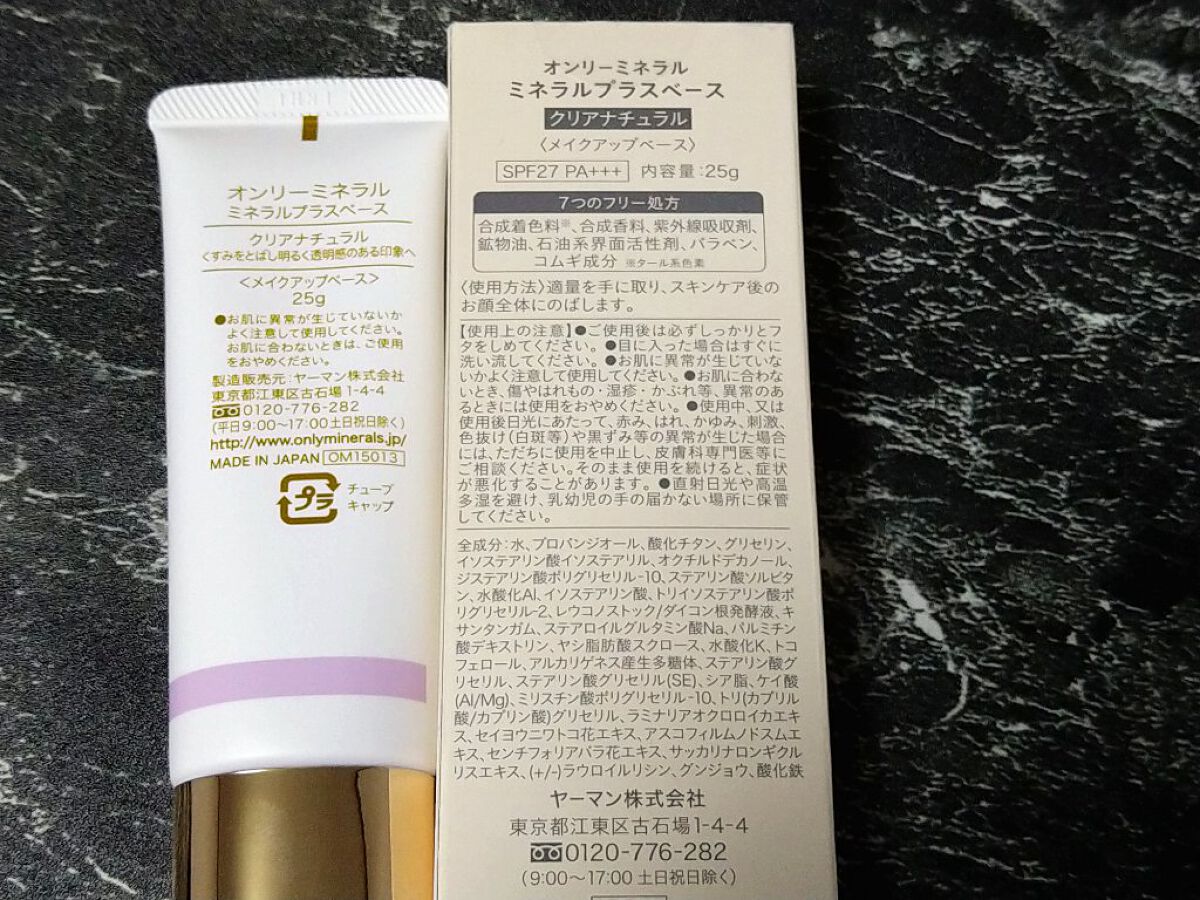 オンリーミネラル
ミネラルプラスベース
クリアナチュラル
くすみをとばし明るく透明感のある印象へ
〈メイクアップベース〉
25g
●お肌に異常が生じていないか
よく注意して使用してください。
お肌に合わないときは、ご使用
をおやめください。
製造販売元:ヤーマン株式会社
東京都江東区古石場1-4-4
0120-776-282
(平日9:00〜17:00 土日祝日除く)
http://www.onlyminerals.jp/
MADE IN JAPAN OM15013
プラ
チューブ
キャップ
オンリーミネラル
ミネラルプラスベース
クリアナチュラル
〈メイクアップベース〉
SPF27 PA+++ 内容量:25g
7つのフリー処方
合成着色料※、合成香料、紫外線吸収剤、
鉱物油、石油系界面活性剤、パラベン、
コムギ成分 ※タール系色素
〈使用方法〉適量を手に取り、スキンケア後の
お顔全体にのばします。
【使用上の注意】●ご使用後は必ずしっかりとフ
タをしめてください。●目に入った場合はすぐに
洗い流してください。●お肌に異常が生じていな
いかよく注意して使用してください。●お肌に合わな
いとき、傷やはれもの・湿疹・かぶれ等、異常のあ
るときには使用をおやめください。●使用中、又は
使用後日光にあたって、赤み、はれ、かゆみ、刺激、
色抜け(白斑等)や黒ずみ等の異常が生じた場合
には、ただちに使用を中止し、皮膚科専門医等に
ご相談ください。そのまま使用を続けると、症状
が悪化することがあります。●直射日光や高温
多湿を避け、乳幼児の手の届かない場所に保管
してください。
全成分:水、プロパンジオール、酸化チタン、グリセリン、
イソステアリン酸イソステアリル、オクチルドデカノール、
ジステアリン酸ポリグリセリル-10、ステアリン酸ソルビタ
ン、水酸化Al、イソステアリン酸、トリイソステアリン酸ポ
リグリセリル-2、レウコノストック/ダイコン根発酵液、キ
サンタンガム、ステアロイルグルタミン酸Na、パルミチン
酸デキストリン、ヤシ脂肪酸スクロース、水酸化K、トコ
フェロール、アルカリゲネス産生多糖体、ステアリン酸グ
リセリル、ステアリン酸グリセリル(SE)、シア脂、ケイ酸
(Al/Mg)、ミリスチン酸ポリグリセリル-10、トリ(カプリル
酸/カプリン酸)グリセリル、ラミナリアオクロロイカエキ
ス、セイヨウニワトコ花エキス、アスコフィルムノドスムエ
キス、センチフォリアバラ花エキス、サッカリナロンギクル
リスエキス、(+/-)ラウロイルリシン、グンジョウ、酸化鉄
ヤーマン株式会社
東京都江東区古石場1-4-4
0120-776-282
(9:00〜17:00 土日祝日除く)